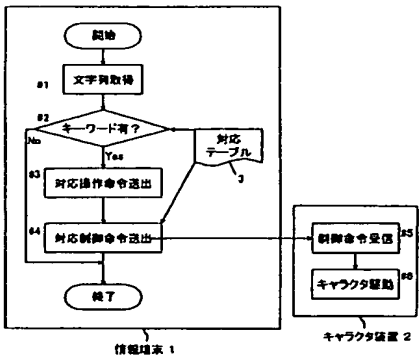 開始
#1
文字列取得
#2
キーワード有?
No
Yes
対応
テーブル
3
#3
対応操作命令送出
#4
対応制御命令送出
終了
情報端末 1
制御命令受信
#5
キャラクタ駆動
#6
キャラクタ装置 2